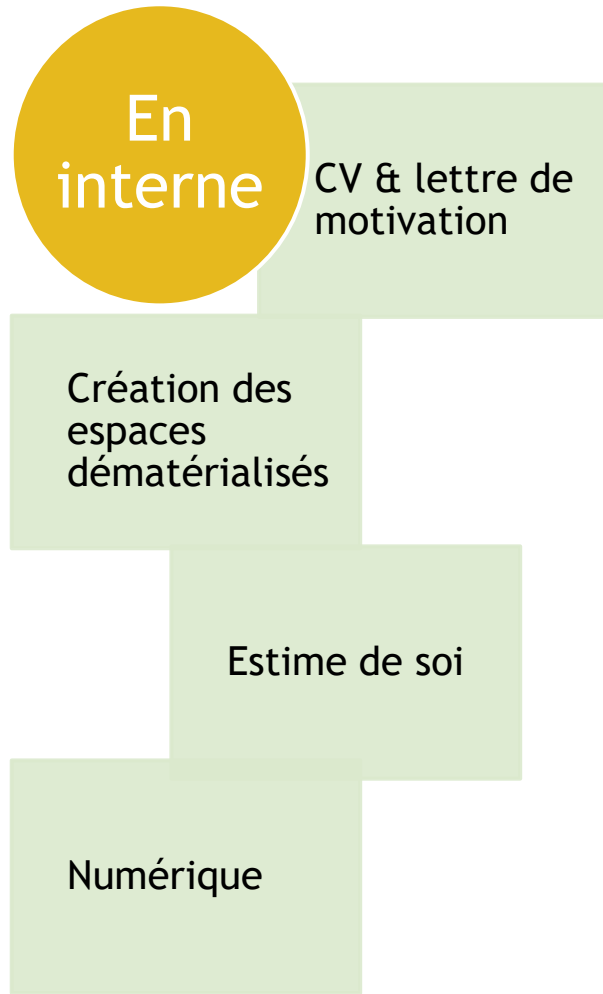 En
interne
CV & lettre de
motivation
Création des
espaces
dématérialisés
Estime de soi
Numérique